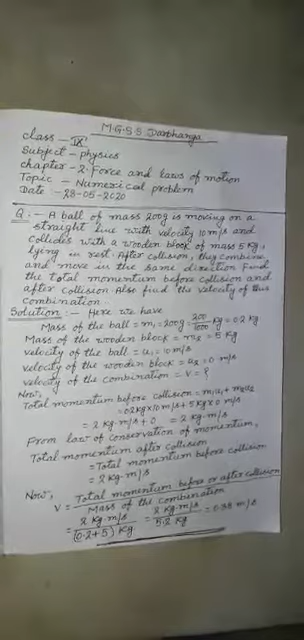 M.G.S.S. Darbhanga
class - IX
Subject - physics
chapter - 2. Force and laws of motion
Topic - Numerical problem
Date - 28-05-2020
Q. - A ball of mass 200g is moving on a
straight line with velocity 10 m/s and
collides with a wooden block of mass 5 kg,
lying in rest. After collision, they combine
and move in the same direction Find
the total momentum before collision and
after collision. Also find the velocity of this
combination.
Solution :- Here we have
Mass of the ball = m₁ = 200g = 200/1000 kg = 0.2 kg
Mass of the wooden block = m₂ = 5 kg
velocity of the ball = u₁ = 10 m/s
velocity of the wooden block = u₂ = 0 m/s
velocity of the combination = v = ?
Now,
Total momentum before collision = m₁u₁ + m₂u₂
= 0.2 kg x 10 m/s + 5 kg x 0 m/s
= 2 kg-m/s + 0 = 2 kg-m/s
From law of conservation of momentum,
Total momentum after collision
= Total momentum before collision
= 2 kg-m/s
Now,
v = Total momentum before or after collision
Mass of the combination
= 2 kg-m/s / (0.2+5) kg = 2 kg-m/s / 5.2 kg = 0.38 m/s